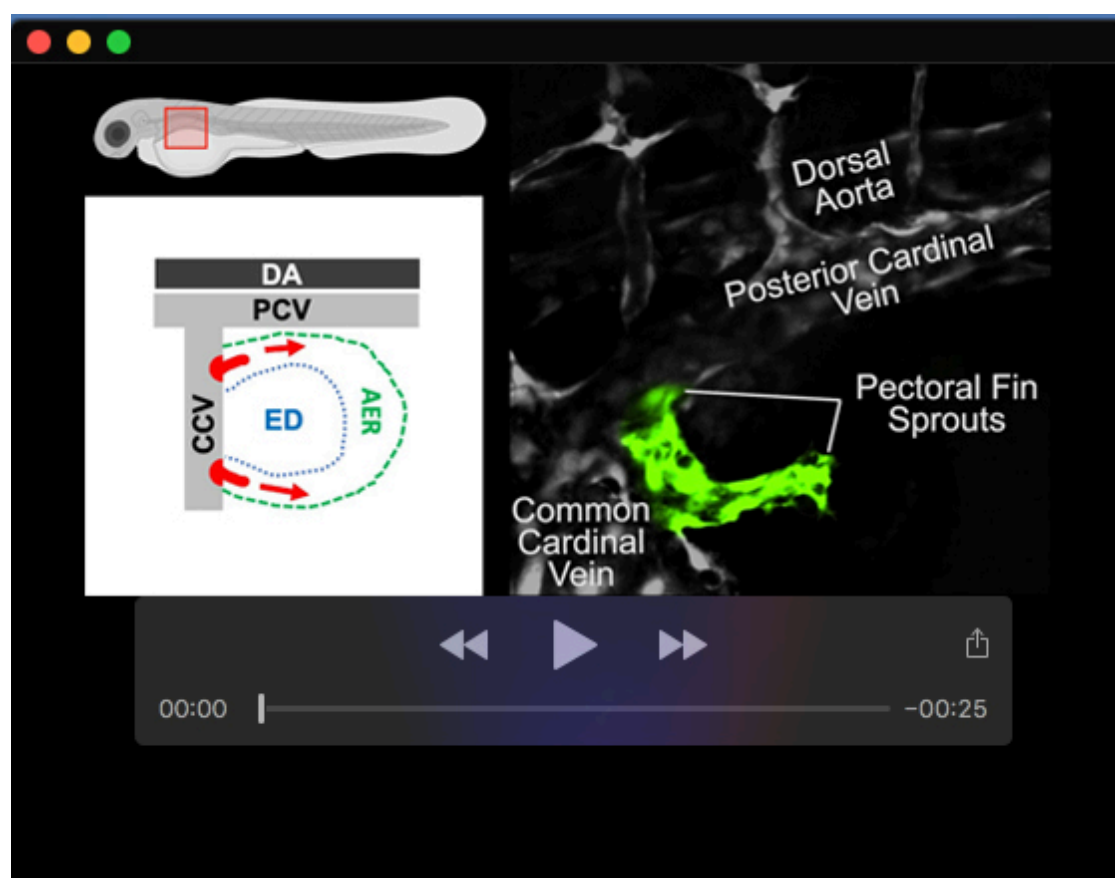 DA
PCV
CCV
ED
AER
Dorsal
Aorta
Posterior Cardinal
Vein
Pectoral Fin
Sprouts
Common
Cardinal
Vein
00:00
-00:25